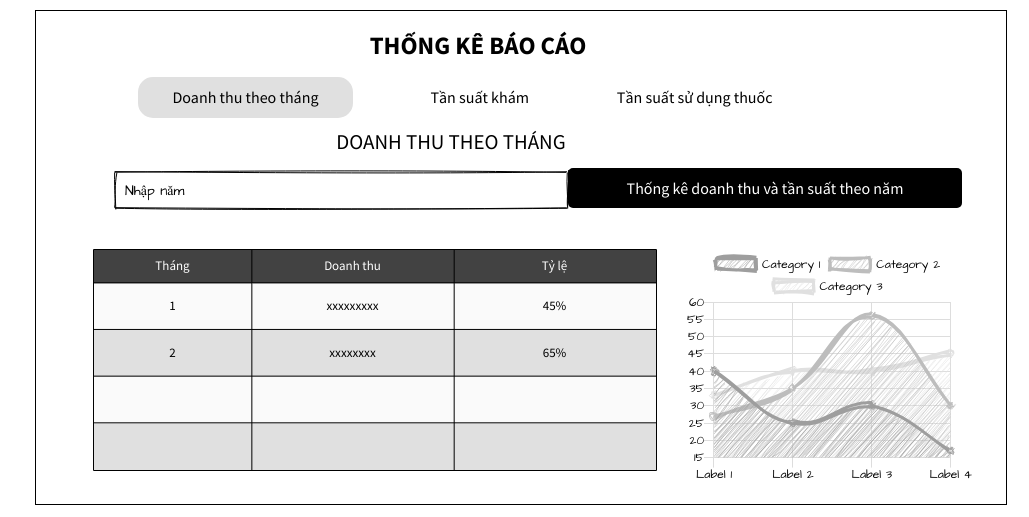 THỐNG KÊ BÁO CÁO
Doanh thu theo tháng Tần suất khám Tần suất sử dụng thuốc
DOANH THU THEO THÁNG
Nhập năm Thống kê doanh thu và tần suất theo năm
Tháng Doanh thu Tỷ lệ
1 xxxxxxxxx 45%
2 xxxxxxxx 65%
Category 1 Category 2
Category 3
60
55
50
45
40
35
30
25
20
15
Label 1 Label 2 Label 3 Label 4